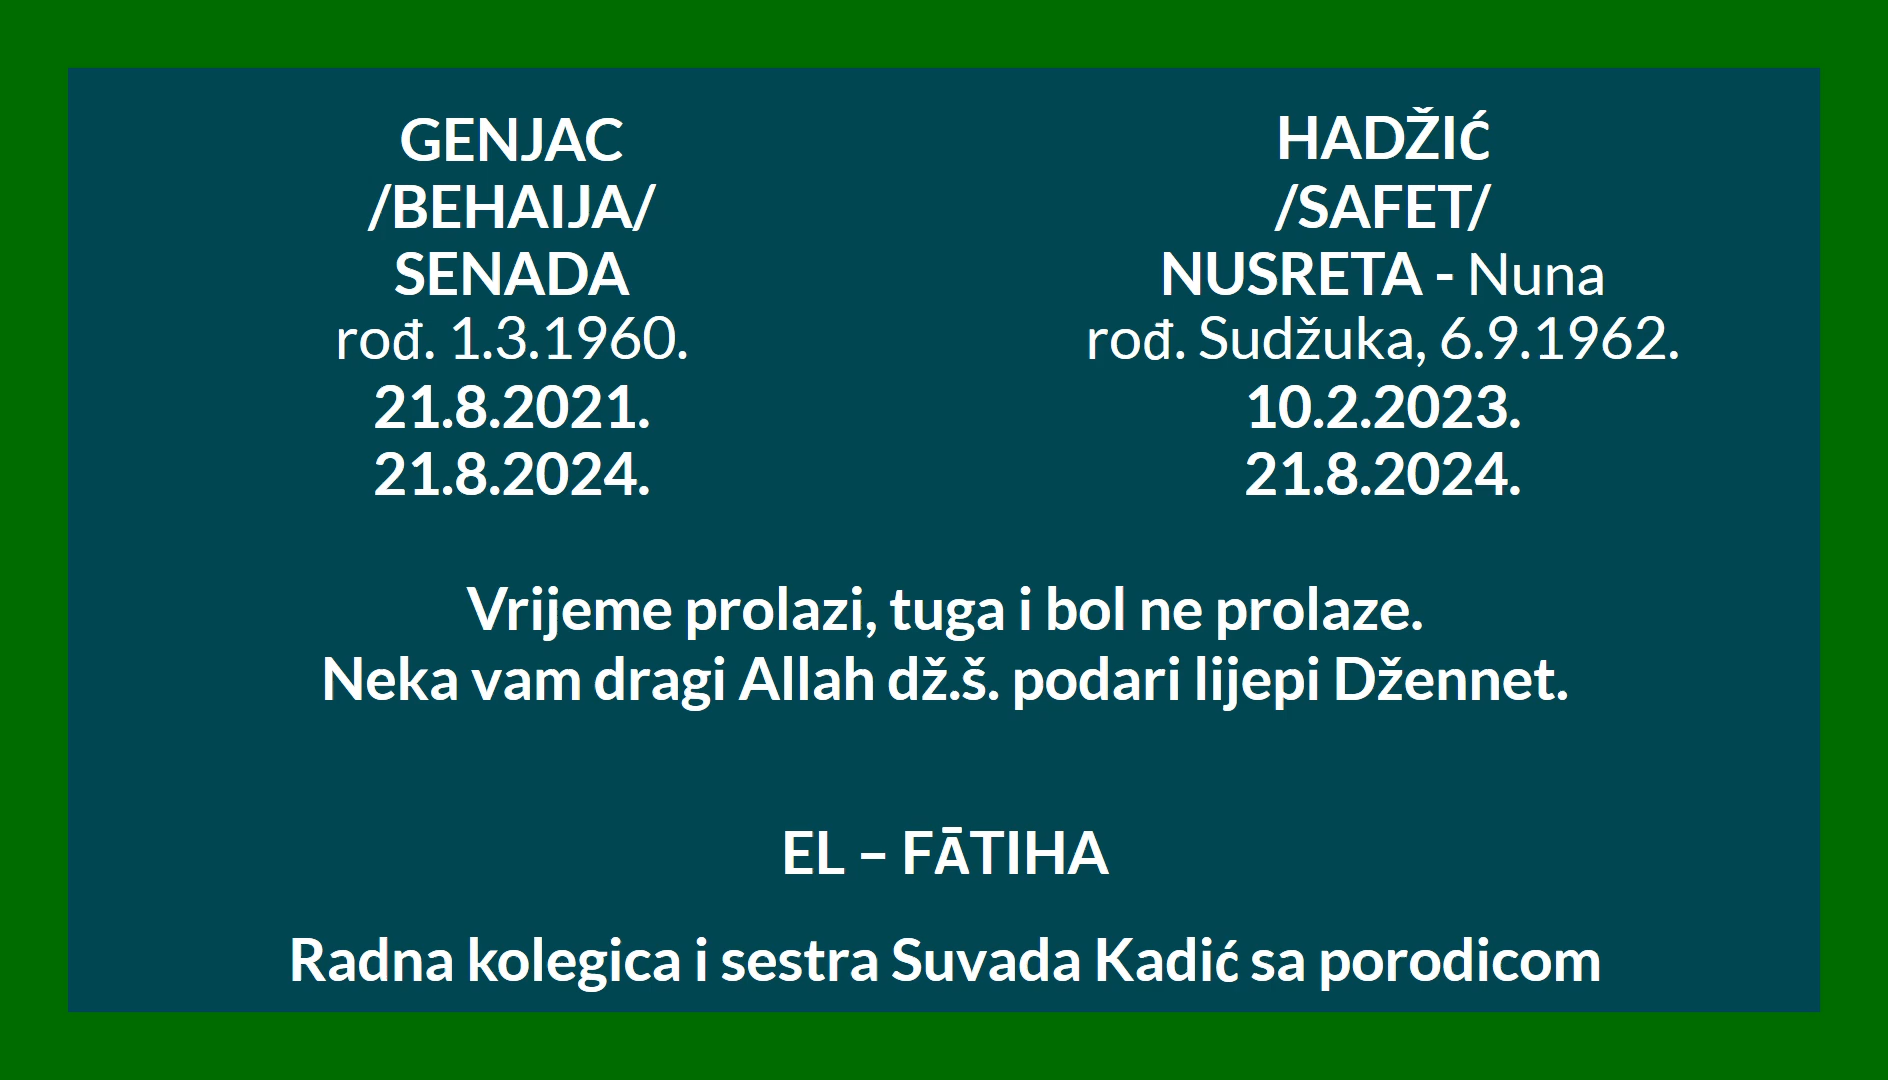 GENJAC
/BEHAIJA/
SENADA
rođ. 1.3.1960.
21.8.2021.
21.8.2024.
HADŽIĆ
/SAFET/
NUSRETA - Nuna
rođ. Sudžuka, 6.9.1962.
10.2.2023.
21.8.2024.
Vrijeme prolazi, tuga i bol ne prolaze.
Neka vam dragi Allah dž.š. podari lijepi Džennet.
EL – FĀTIHA
Radna kolegica i sestra Suvada Kadić sa porodicom